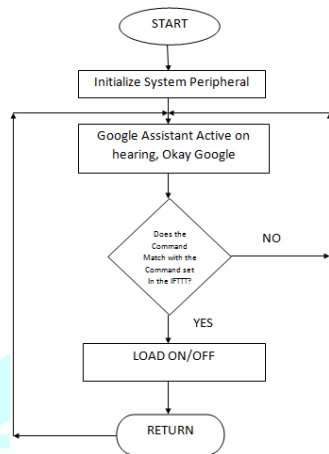 START
Initialize System Peripheral
Google Assistant Active on
hearing, Okay Google
Does the
Command
Match with the
Command set
In the IFTTT?
NO
YES
LOAD ON/OFF
RETURN